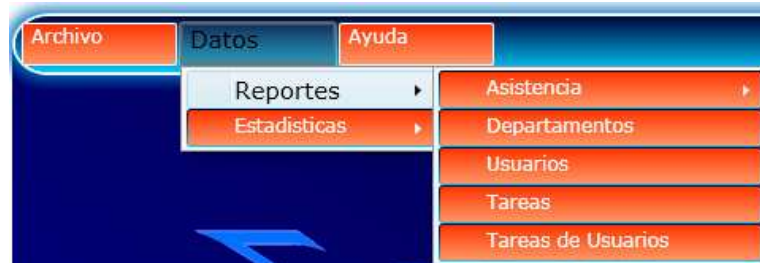 Archivo
Datos
Ayuda
Reportes
Estadisticas
Asistencia
Departamentos
Usuarios
Tareas
Tareas de Usuarios